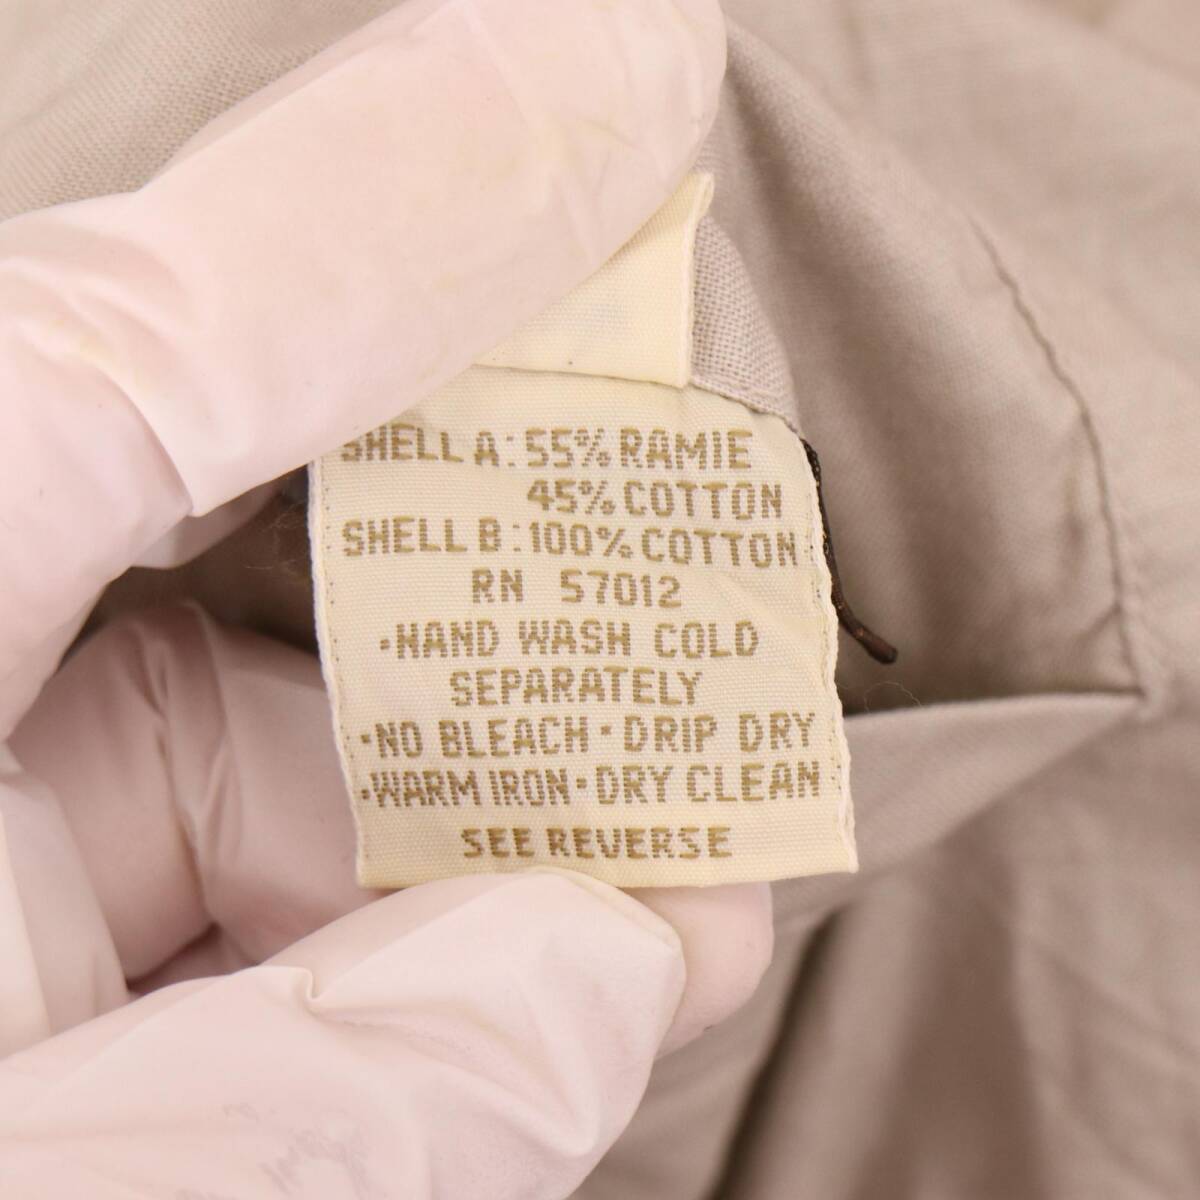 SHELL A: 55% RAMIE
45% COTTON
SHELL B: 100% COTTON
RN 57012
·HAND WASH COLD
SEPARATELY
·NO BLEACH·DRIP DRY
·WARM IRON·DRY CLEAN
SEE REVERSE